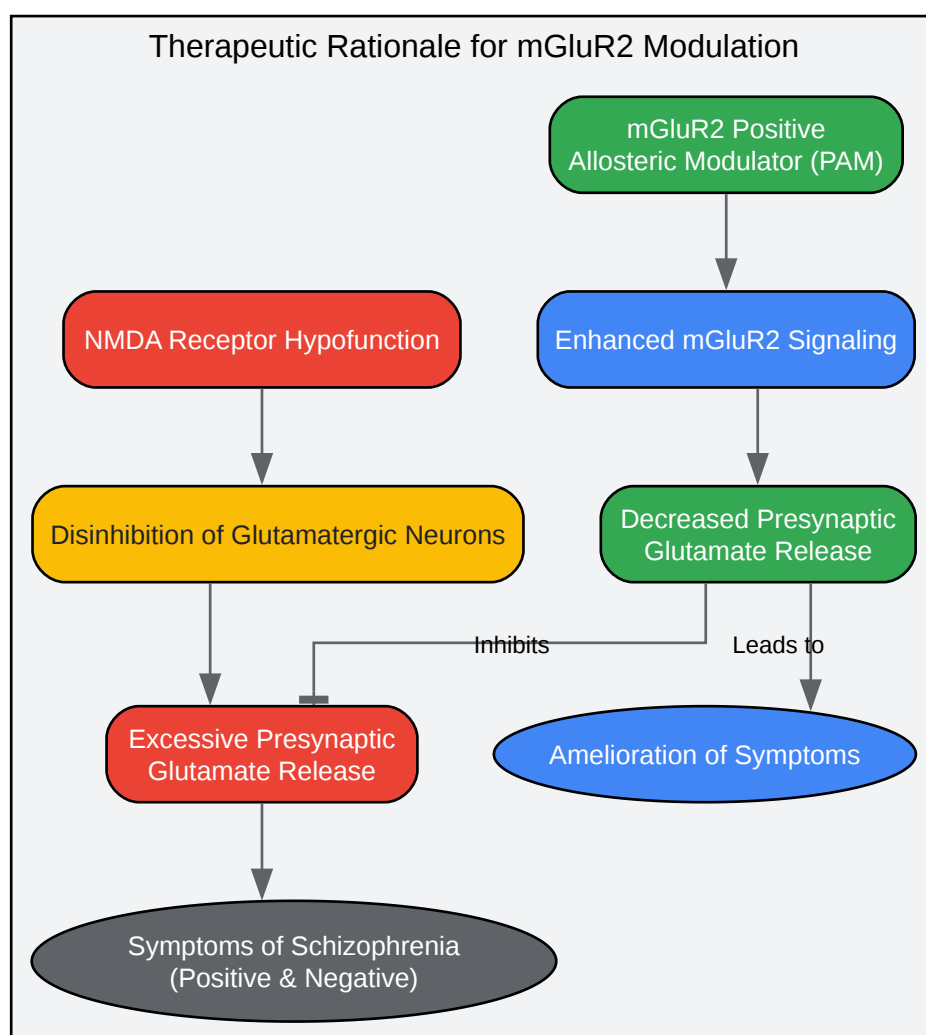 Therapeutic Rationale for mGluR2 Modulation
mGluR2 Positive
Allosteric Modulator (PAM)
NMDA Receptor Hypofunction
Enhanced mGluR2 Signaling
Disinhibition of Glutamatergic Neurons
Decreased Presynaptic
Glutamate Release
Inhibits
Leads to
Excessive Presynaptic
Glutamate Release
Amelioration of Symptoms
Symptoms of Schizophrenia
(Positive & Negative)